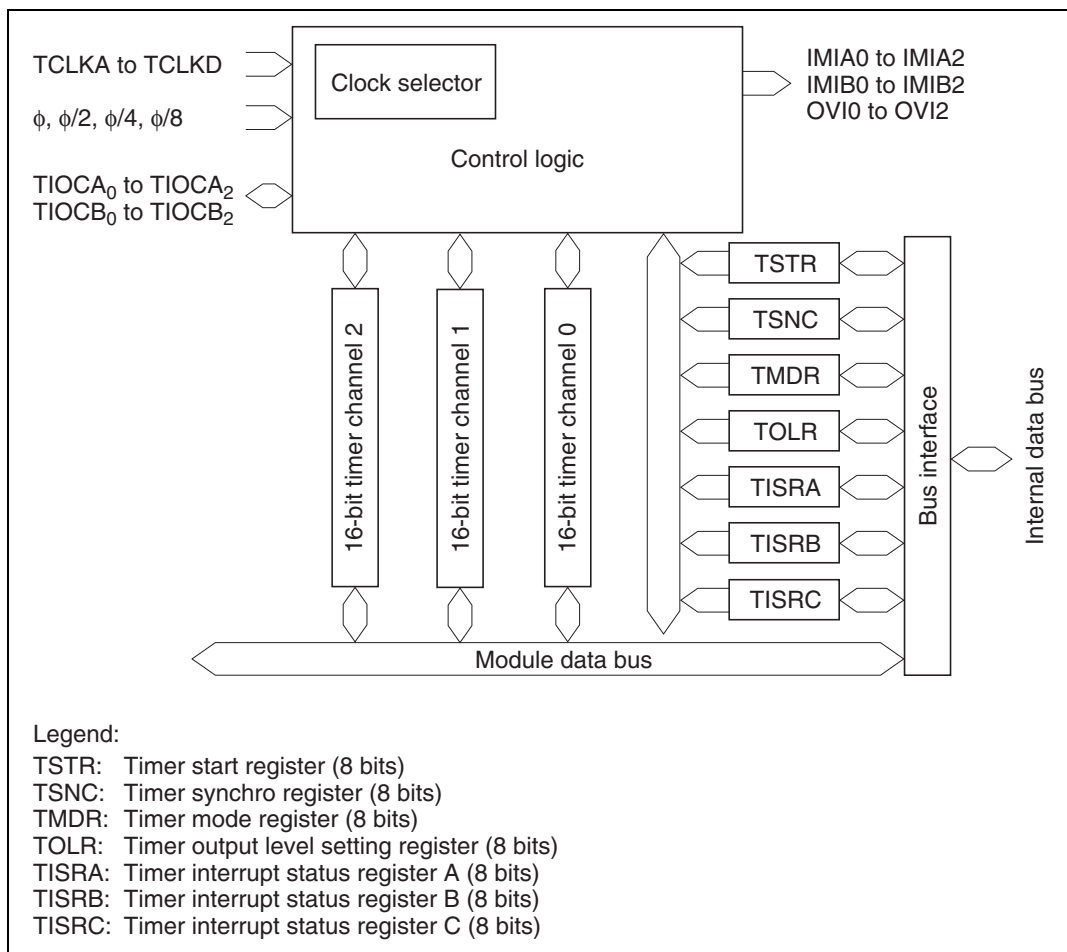 TCLKA to TCLKD
ϕ, ϕ/2, ϕ/4, ϕ/8
TIOCA₀ to TIOCA₂
TIOCB₀ to TIOCB₂
Clock selector
Control logic
IMIA0 to IMIA2
IMIB0 to IMIB2
OVI0 to OVI2
16-bit timer channel 2
16-bit timer channel 1
16-bit timer channel 0
TSTR
TSNC
TMDR
TOLR
TISRA
TISRB
TISRC
Bus interface
Internal data bus
Module data bus
Legend:
TSTR: Timer start register (8 bits)
TSNC: Timer synchro register (8 bits)
TMDR: Timer mode register (8 bits)
TOLR: Timer output level setting register (8 bits)
TISRA: Timer interrupt status register A (8 bits)
TISRB: Timer interrupt status register B (8 bits)
TISRC: Timer interrupt status register C (8 bits)